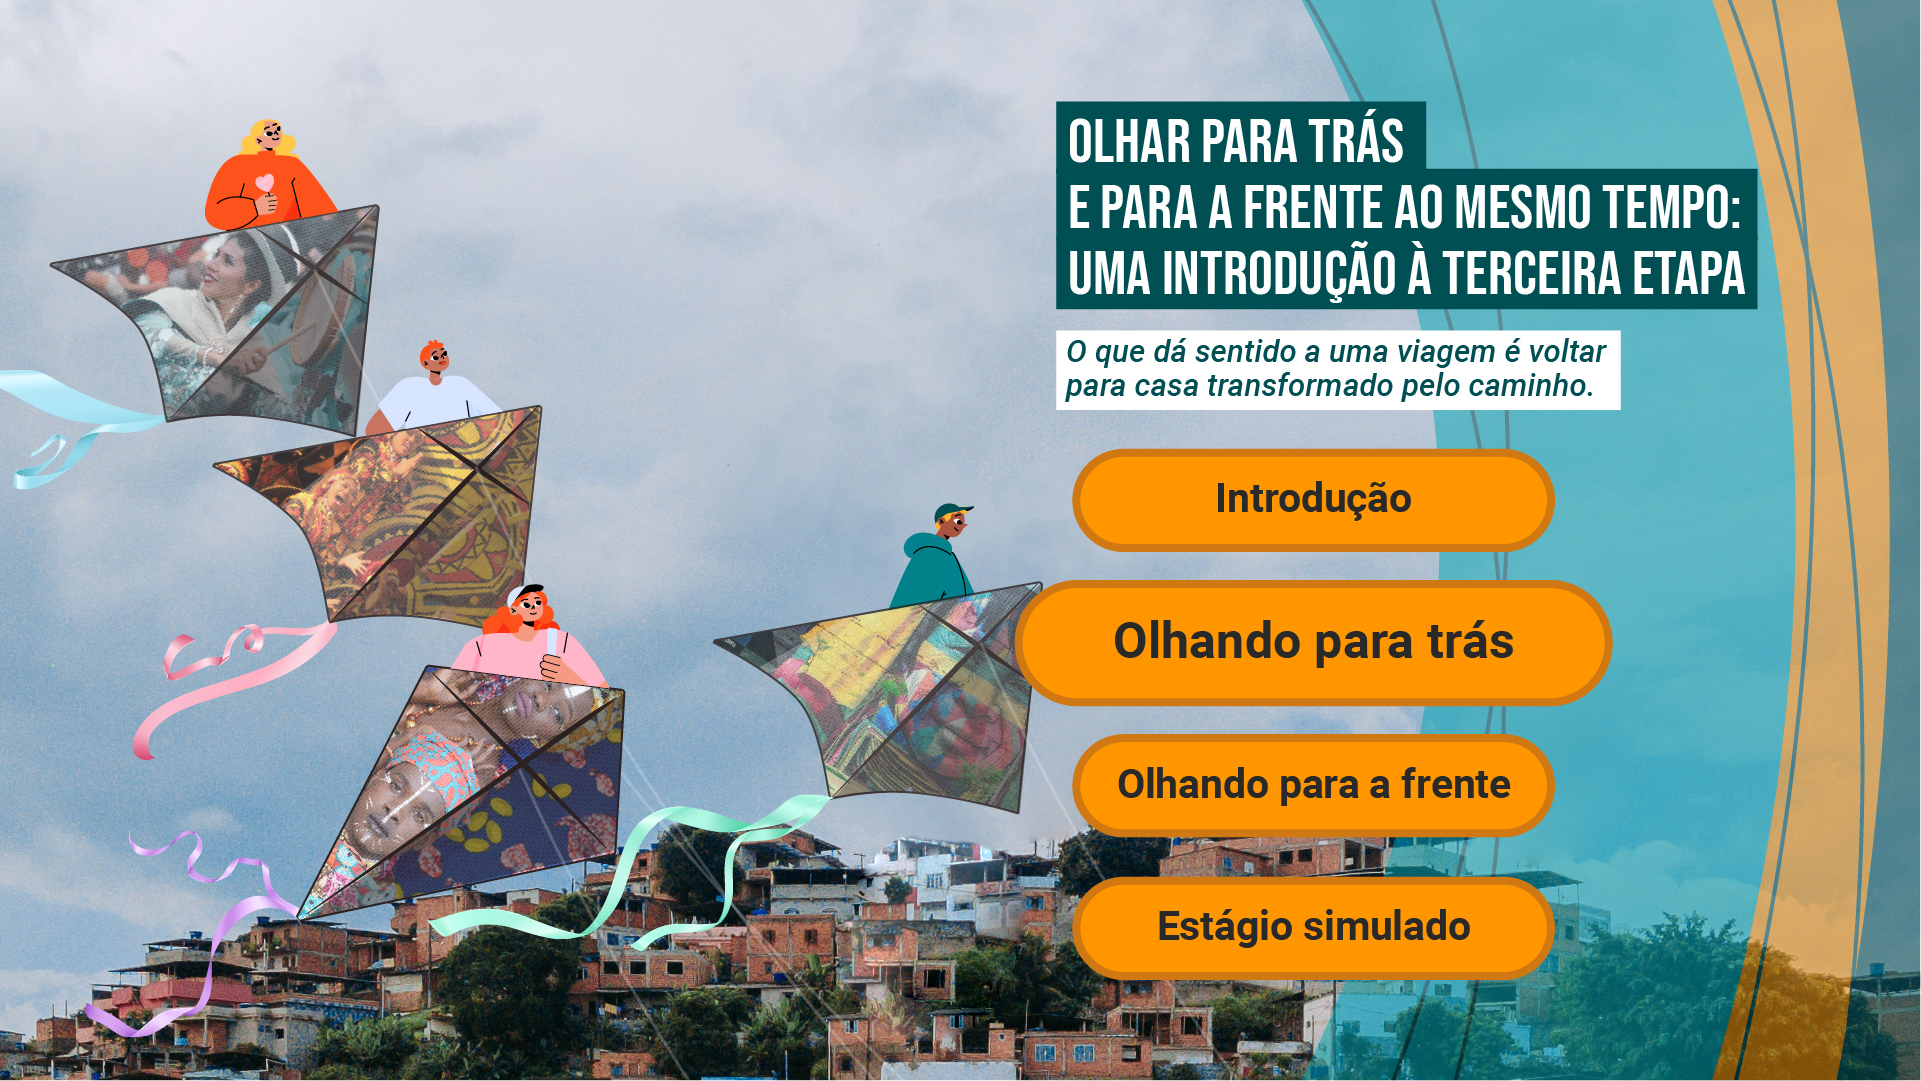 OLHAR PARA TRÁS
E PARA A FRENTE AO MESMO TEMPO:
UMA INTRODUÇÃO À TERCEIRA ETAPA
O que dá sentido a uma viagem é voltar
para casa transformado pelo caminho.
Introdução
Olhando para trás
Olhando para a frente
Estágio simulado